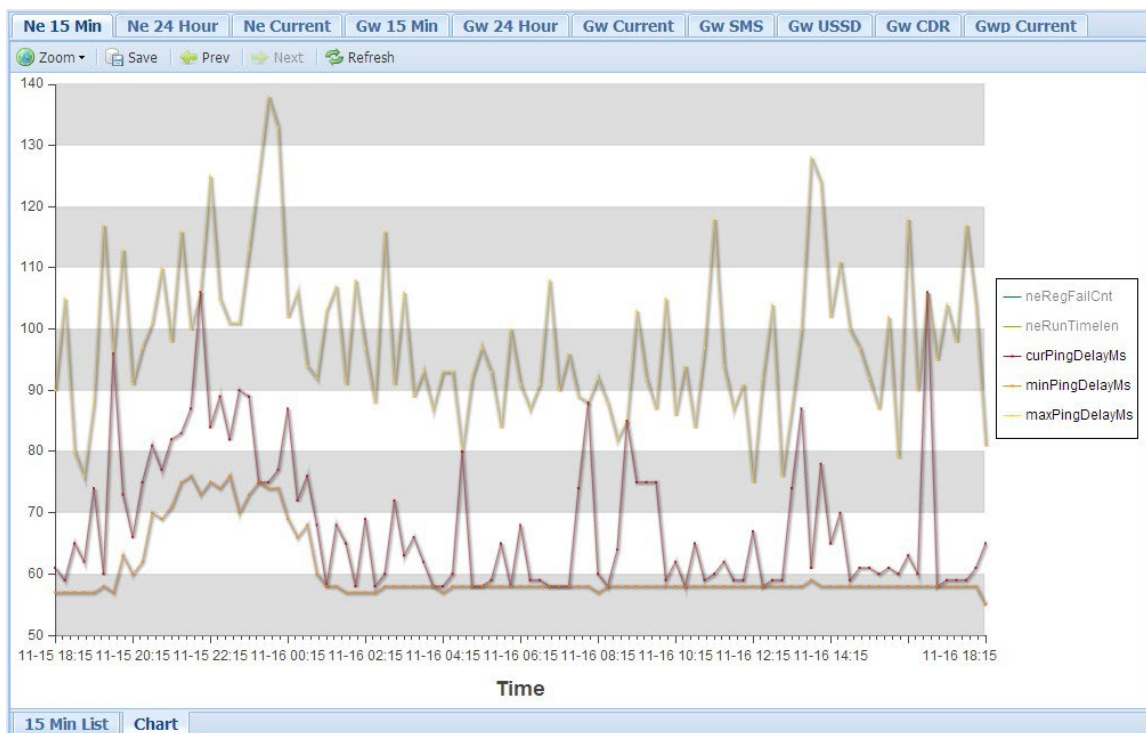 Ne 15 Min Ne 24 Hour Ne Current Gw 15 Min Gw 24 Hour Gw Current Gw SMS Gw USSD Gw CDR Gwp Current
Zoom Save Prev Next Refresh
140
130
120
110
100
90
80
70
60
50
neRegFailCnt
neRunTimelen
curPingDelayMs
minPingDelayMs
maxPingDelayMs
11-15 18:15 11-15 20:15 11-15 22:15 11-16 00:15 11-16 02:15 11-16 04:15 11-16 06:15 11-16 08:15 11-16 10:15 11-16 12:15 11-16 14:15 11-16 18:15
Time
15 Min List Chart